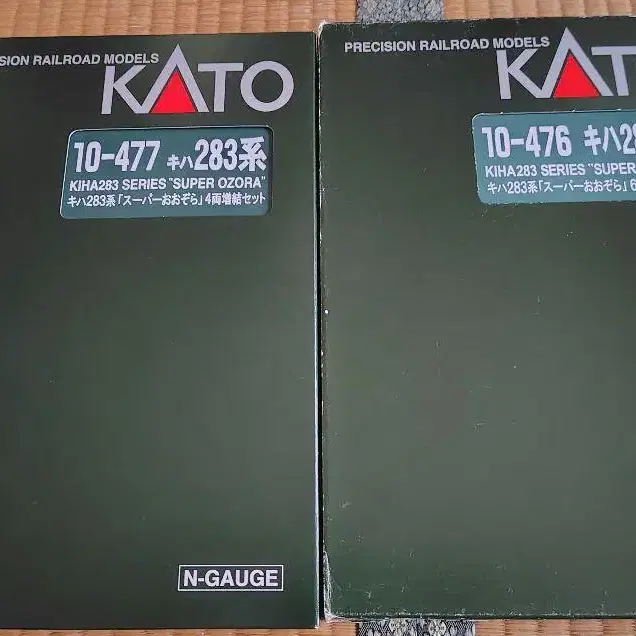 SION RAILROAD MODELS
KATO
10-477 キハ283系
KIHA283 SERIES "SUPER OZORA"
キハ283系「スーパーおおぞら」4両増結セット
N-GAUGE
PRECISION RAILROAD MODELS
KAT
10-476 キハ28
KIHA283 SERIES "SUPER
キハ283系「スーパーおおぞら」6